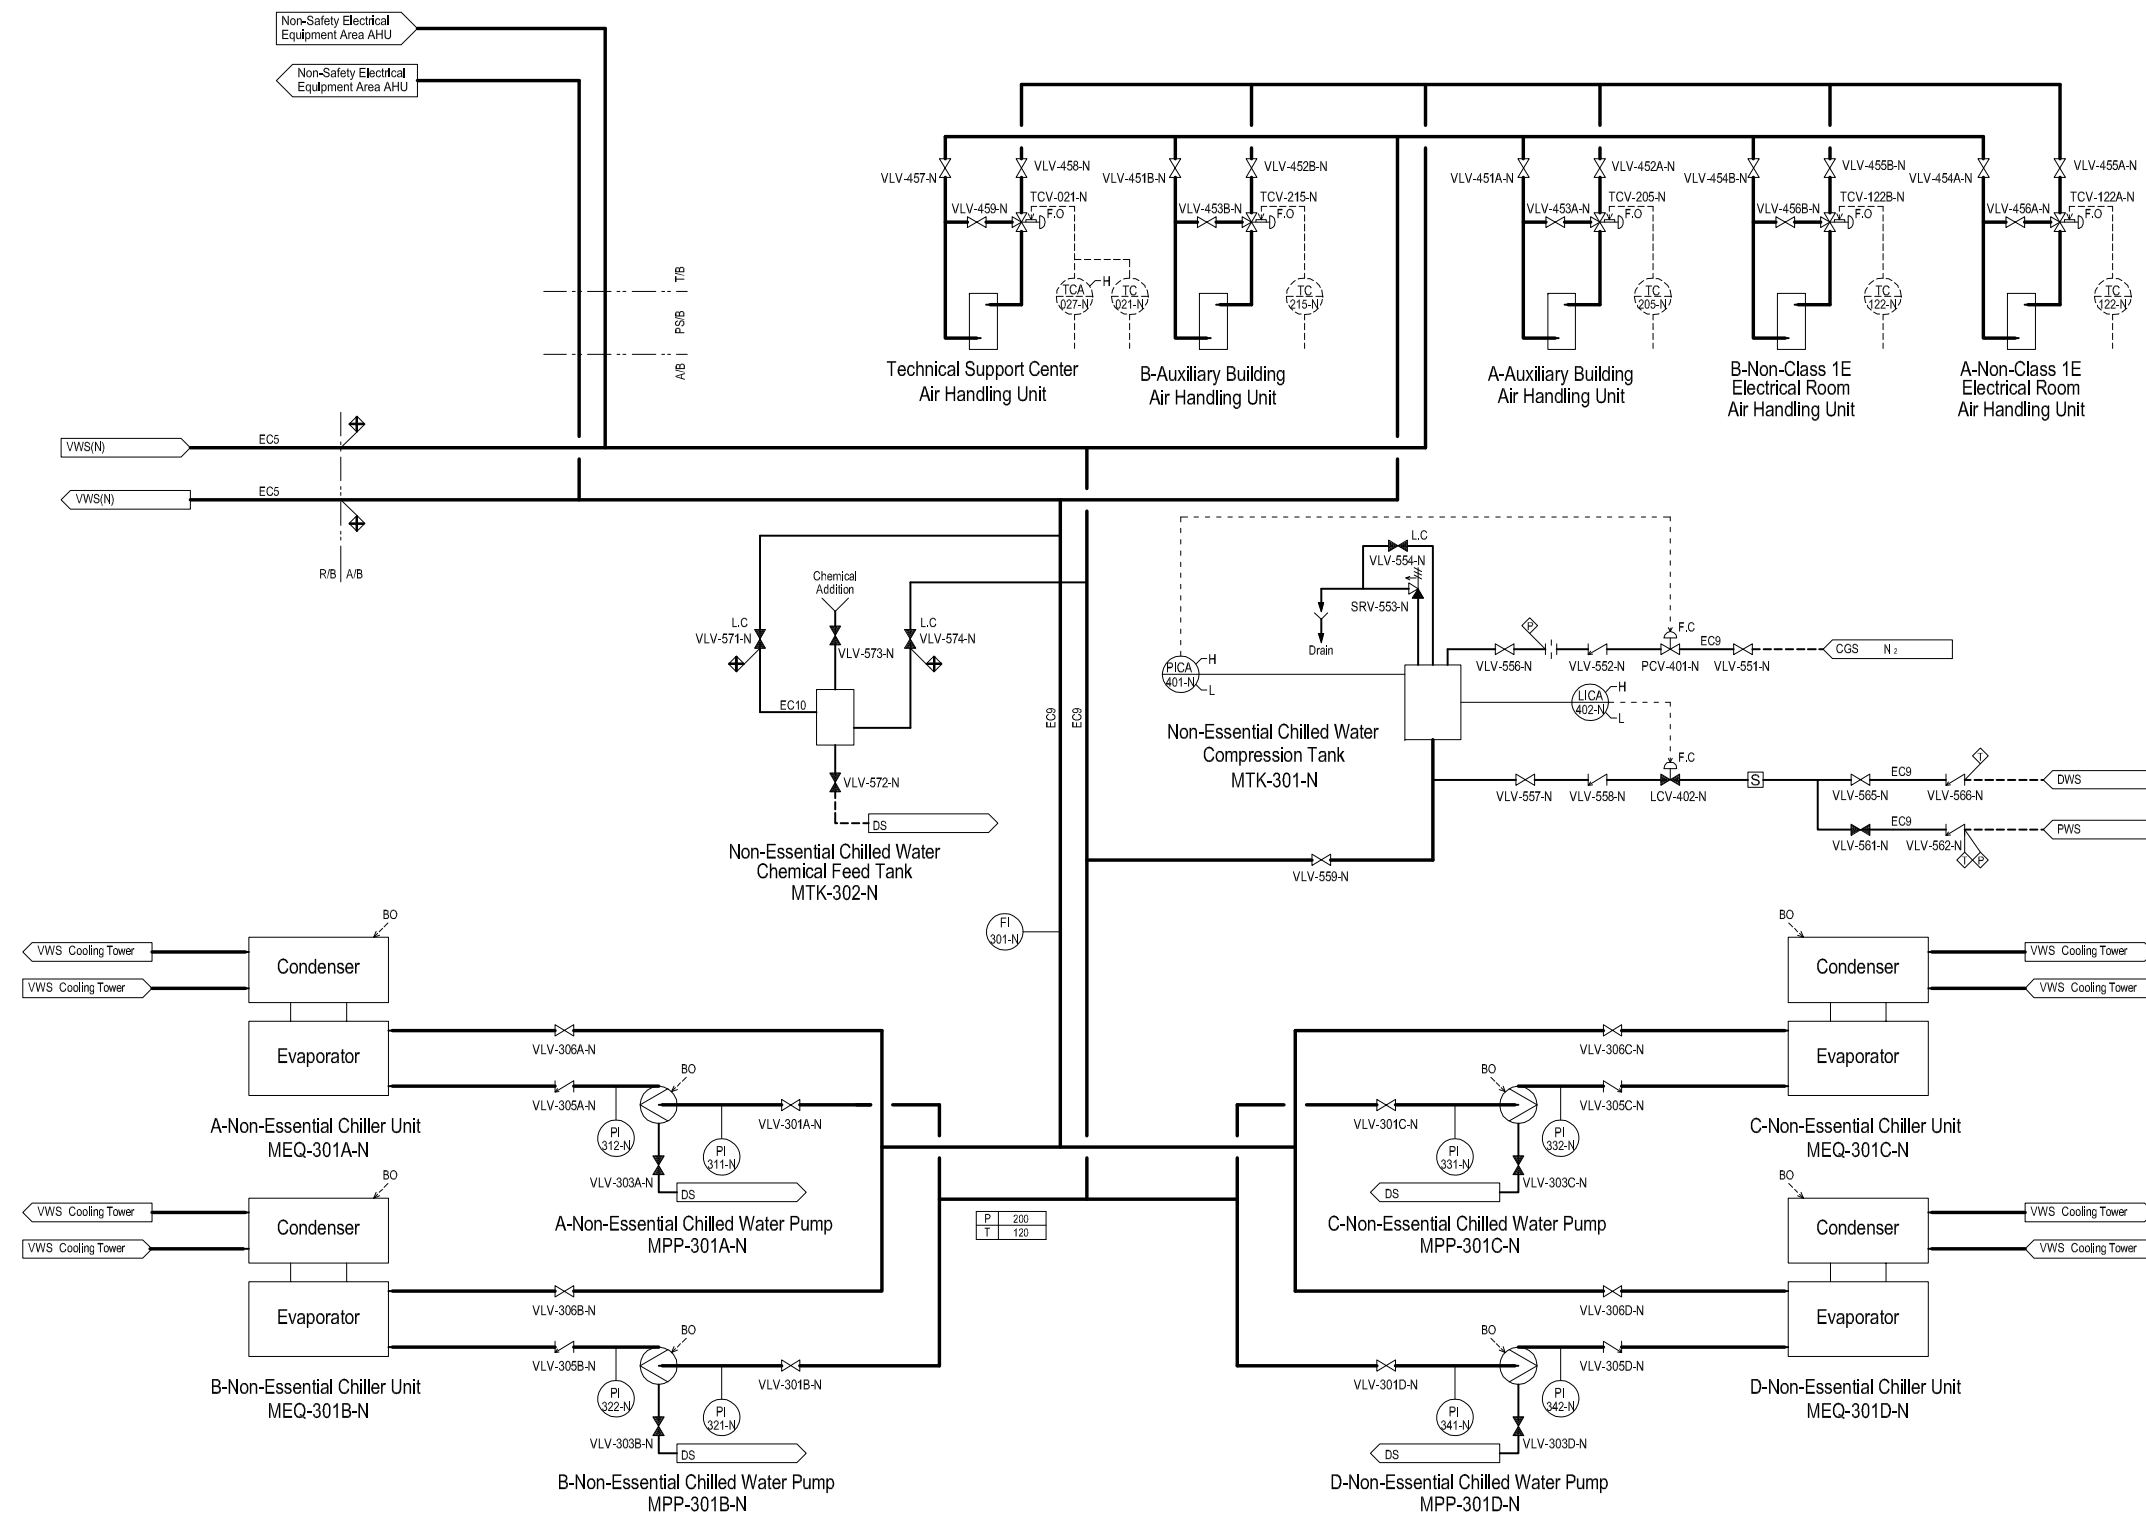 Non-Safety Electrical
Equipment Area AHU
Non-Safety Electrical
Equipment Area AHU
VLV-457-N
VLV-458-N
VLV-451B-N
VLV-452B-N
VLV-451A-N
VLV-452A-N
VLV-454B-N
VLV-455B-N
VLV-454A-N
VLV-455A-N
VLV-459-N
TCV-021-N
F.O
VLV-453B-N
TCV-215-N
F.O
VLV-453A-N
TCV-205-N
F.O
VLV-456B-N
TCV-122B-N
F.O
VLV-456A-N
TCV-122A-N
F.O
T/B
PS/B
A/B
TCA
027-N
H
TC
021-N
TC
215-N
TC
205-N
TC
122-N
TC
122-N
Technical Support Center
Air Handling Unit
B-Auxiliary Building
Air Handling Unit
A-Auxiliary Building
Air Handling Unit
B-Non-Class 1E
Electrical Room
Air Handling Unit
A-Non-Class 1E
Electrical Room
Air Handling Unit
VWS(N)
EC5
VWS(N)
EC5
R/B
A/B
Chemical
Addition
L.C
VLV-571-N
VLV-573-N
L.C
VLV-574-N
EC10
VLV-572-N
DS
Non-Essential Chilled Water
Chemical Feed Tank
MTK-302-N
EC9
EC9
L.C
VLV-554-N
SRV-553-N
Drain
PICA
401-N
H
L
P
VLV-556-N
VLV-552-N
F.C
PCV-401-N
EC9
VLV-551-N
CGS N2
LICA
402-N
H
L
Non-Essential Chilled Water
Compression Tank
MTK-301-N
F.C
VLV-557-N
VLV-558-N
LCV-402-N
S
VLV-565-N
EC9
VLV-566-N
T
DWS
VLV-561-N
EC9
VLV-562-N
T
P
PWS
VLV-559-N
FI
301-N
VWS Cooling Tower
VWS Cooling Tower
BO
Condenser
Evaporator
VLV-306A-N
VLV-305A-N
BO
PI
312-N
PI
311-N
VLV-301A-N
VLV-303A-N
DS
A-Non-Essential Chiller Unit
MEQ-301A-N
A-Non-Essential Chilled Water Pump
MPP-301A-N
BO
Condenser
VWS Cooling Tower
VWS Cooling Tower
Evaporator
VLV-306C-N
VLV-305C-N
BO
VLV-301C-N
PI
331-N
PI
332-N
VLV-303C-N
DS
C-Non-Essential Chiller Unit
MEQ-301C-N
C-Non-Essential Chilled Water Pump
MPP-301C-N
P 200
T 120
VWS Cooling Tower
VWS Cooling Tower
BO
Condenser
Evaporator
VLV-306B-N
VLV-305B-N
BO
PI
322-N
PI
321-N
VLV-301B-N
VLV-303B-N
DS
B-Non-Essential Chiller Unit
MEQ-301B-N
B-Non-Essential Chilled Water Pump
MPP-301B-N
BO
Condenser
VWS Cooling Tower
VWS Cooling Tower
Evaporator
VLV-306D-N
VLV-305D-N
BO
VLV-301D-N
PI
341-N
PI
342-N
VLV-303D-N
DS
D-Non-Essential Chiller Unit
MEQ-301D-N
D-Non-Essential Chilled Water Pump
MPP-301D-N